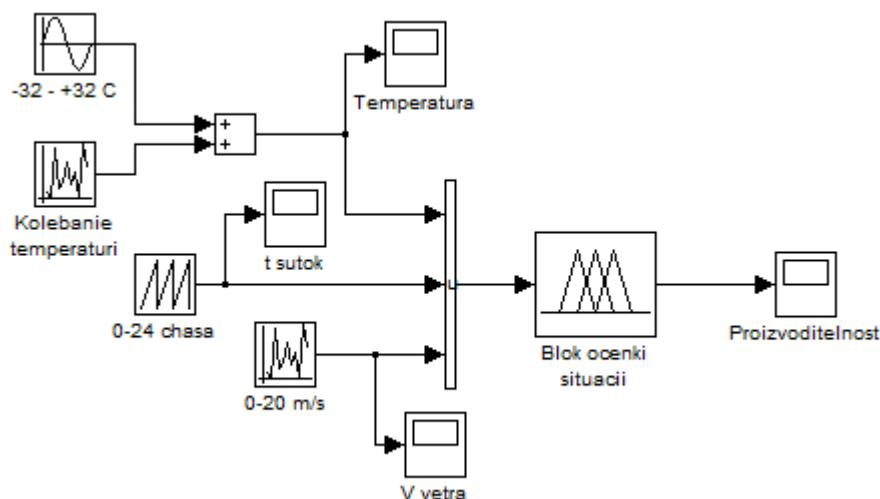 -32 - +32 C
Temperatura
+
+
Kolebanie
temperaturi
t sutok
0-24 chasa
u
Blok ocenki
situacii
Proizvoditelnost
0-20 m/s
V vetra